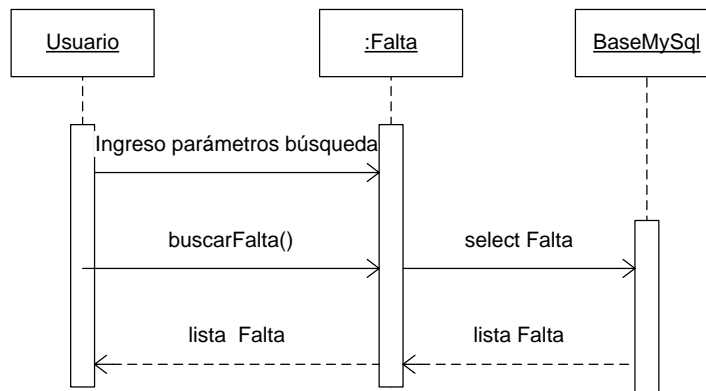 Usuario
:Falta
BaseMySql
Ingreso parámetros búsqueda
buscarFalta()
select Falta
lista Falta
lista Falta